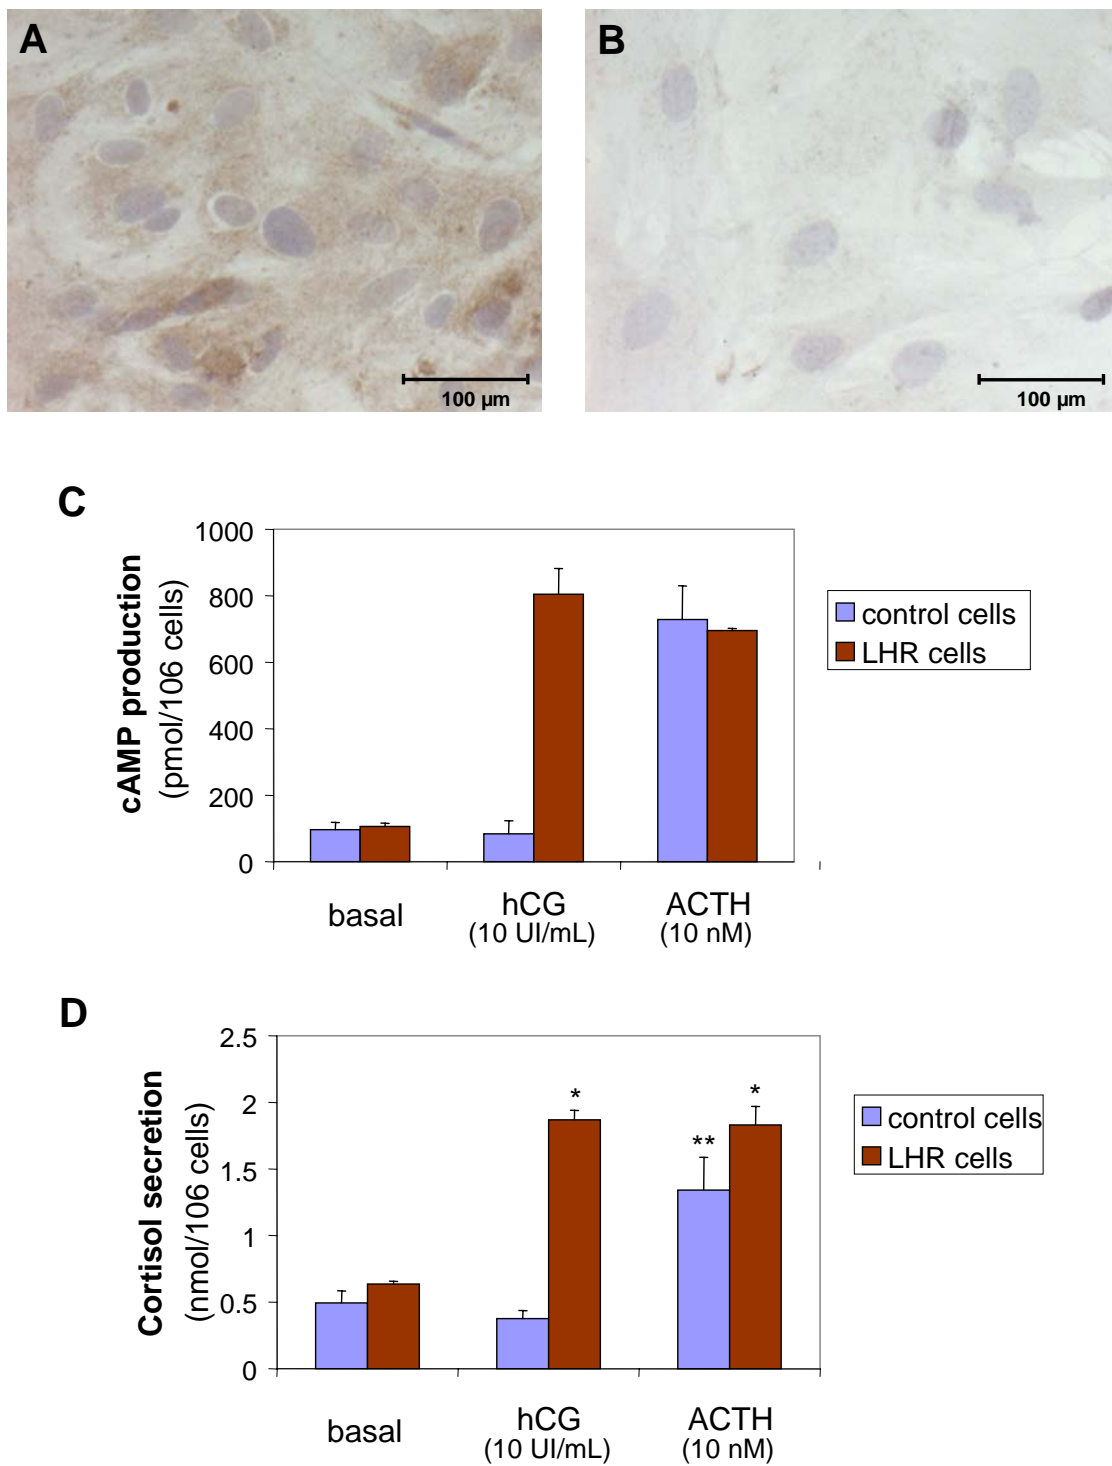 A
B
100 µm
100 µm
C
cAMP production
(pmol/106 cells)
1000
800
600
400
200
0
basal
hCG
(10 UI/mL)
ACTH
(10 nM)
control cells
LHR cells
D
Cortisol secretion
(nmol/106 cells)
2.5
2
1.5
1
0.5
0
*
**
*
basal
hCG
(10 UI/mL)
ACTH
(10 nM)
control cells
LHR cells